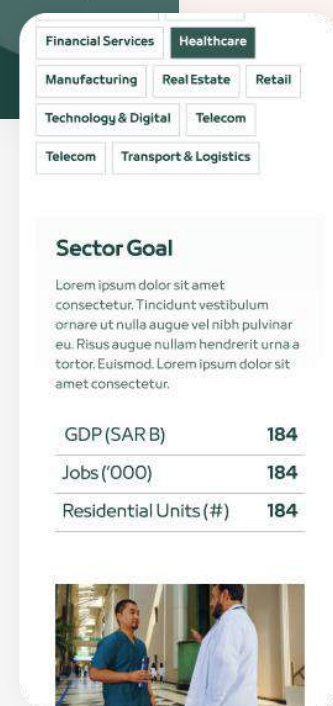 Financial Services Healthcare
Manufacturing Real Estate Retail
Technology & Digital Telecom
Telecom Transport & Logistics
Sector Goal
Lorem ipsum dolor sit amet
consectetur. Tincidunt vestibulum
ornare ut nulla augue vel nibh pulvinar
eu. Risus augue nullam hendrerit urna a
tortor. Euismod. Lorem ipsum dolor sit
amet consectetur.
GDP (SAR B) 184
Jobs ('000) 184
Residential Units (#) 184